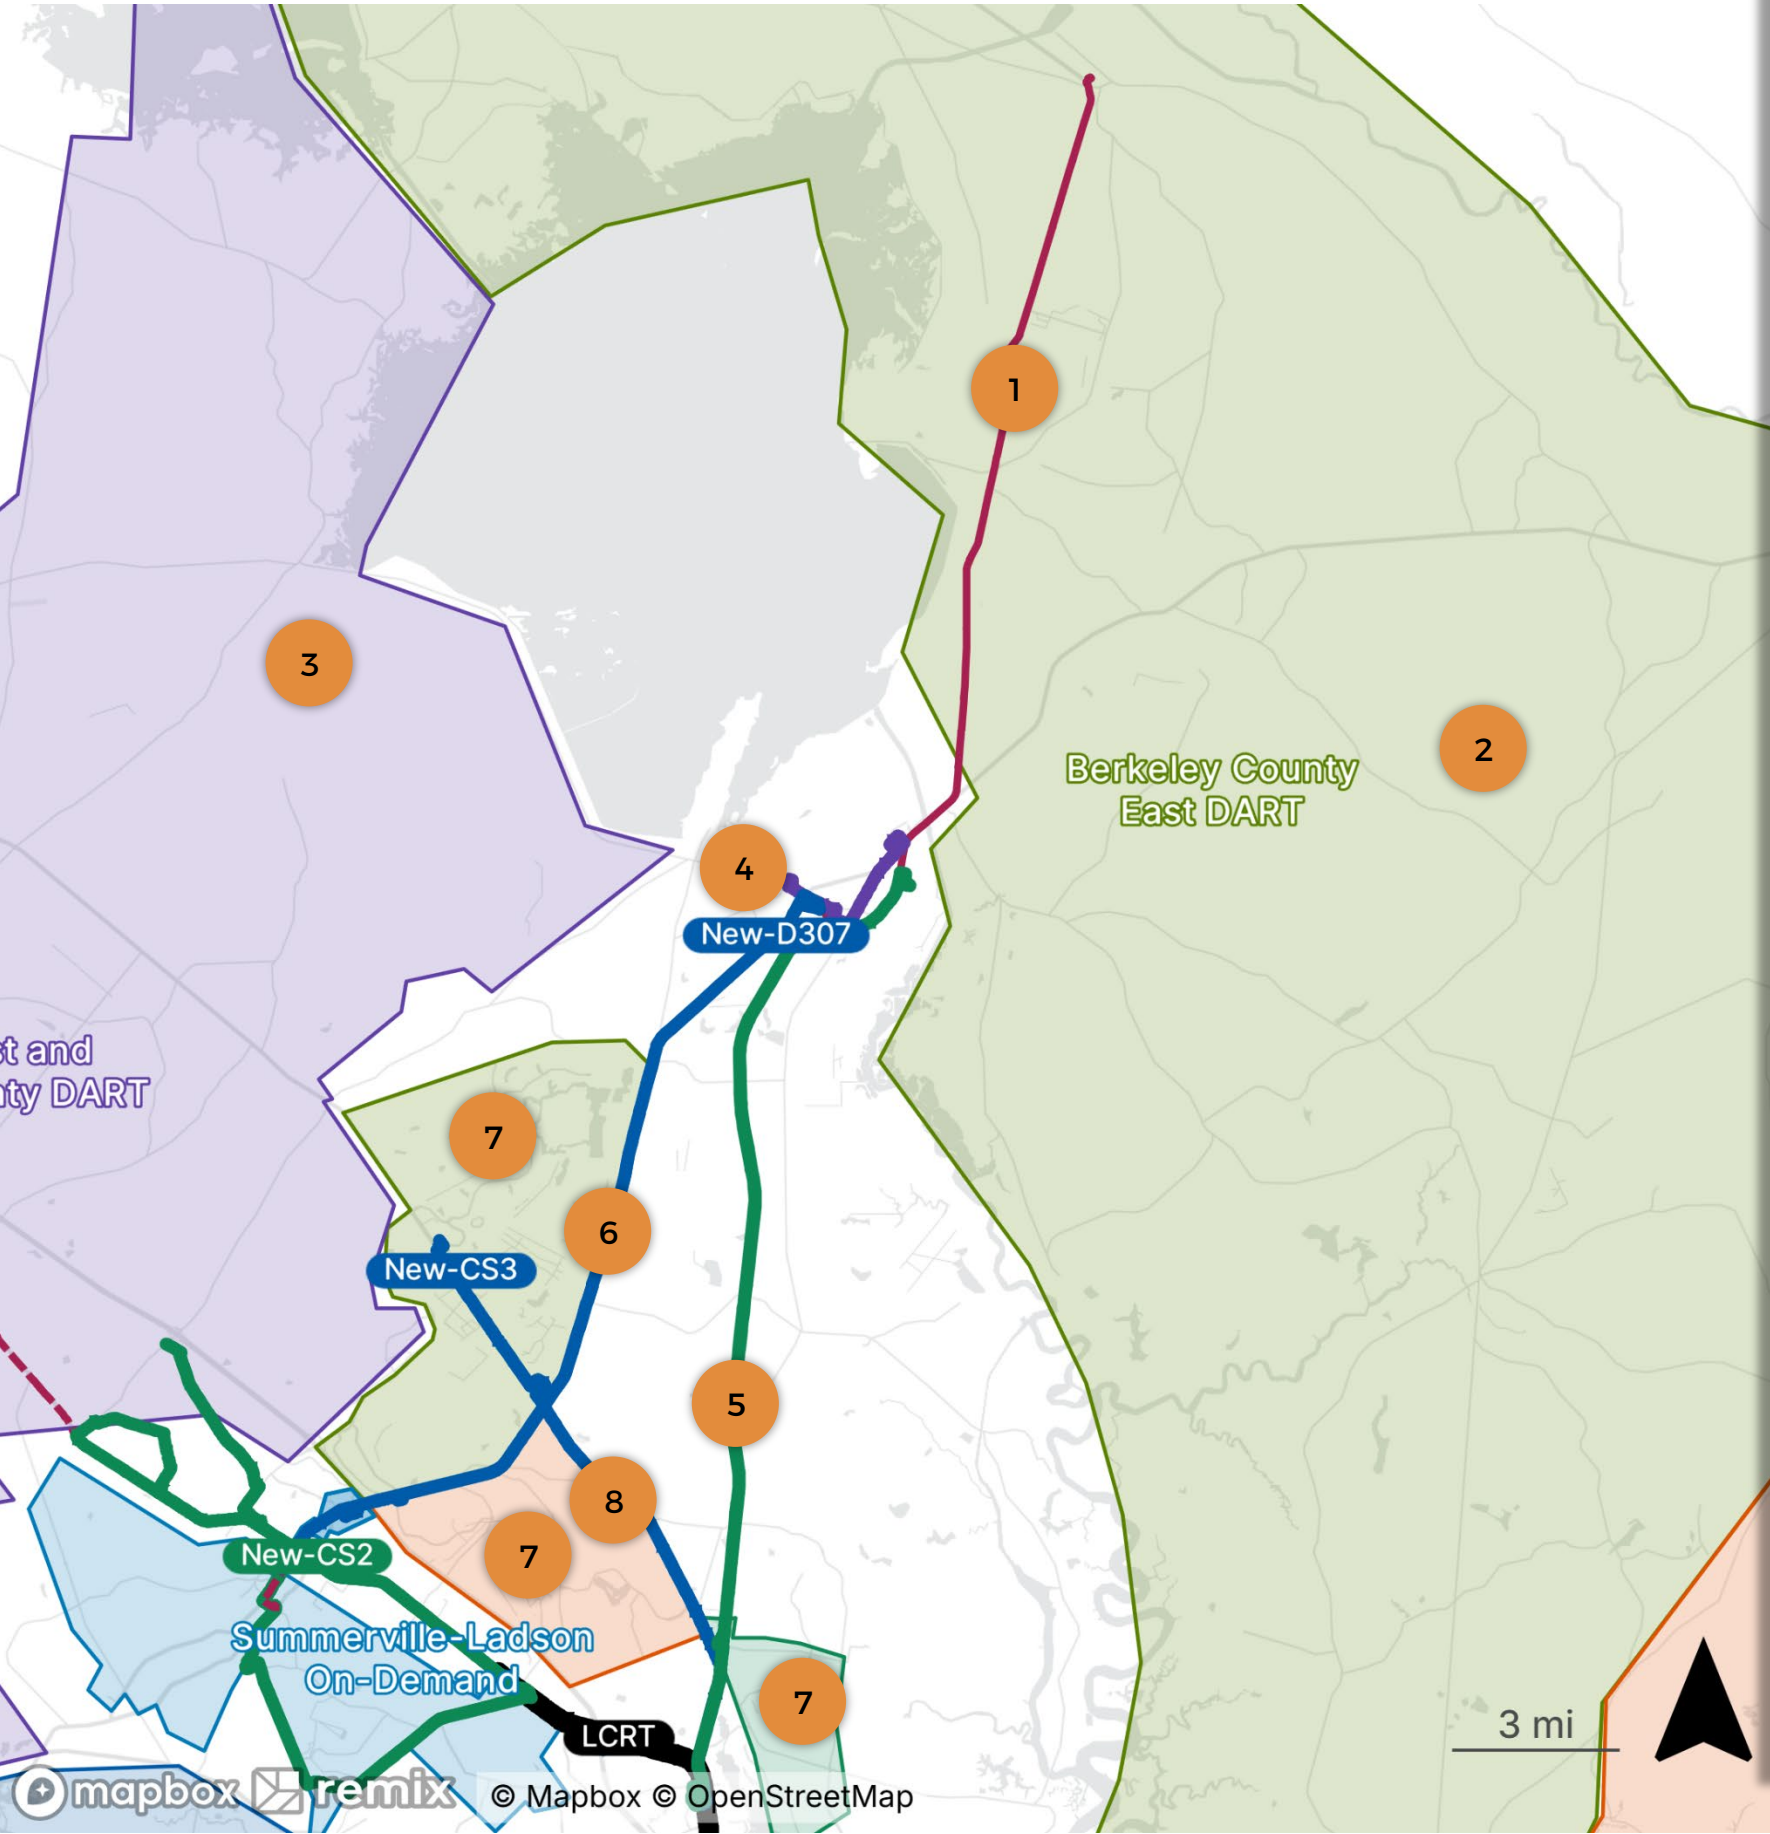 1
3
2
Berkeley County
East DART
4
New-D307
st and
nty DART
7
6
New-CS3
5
8
7
New-CS2
Summerville-Ladson
On-Demand
7
LCRT
3 mi
mapbox remix © Mapbox © OpenStreetMap